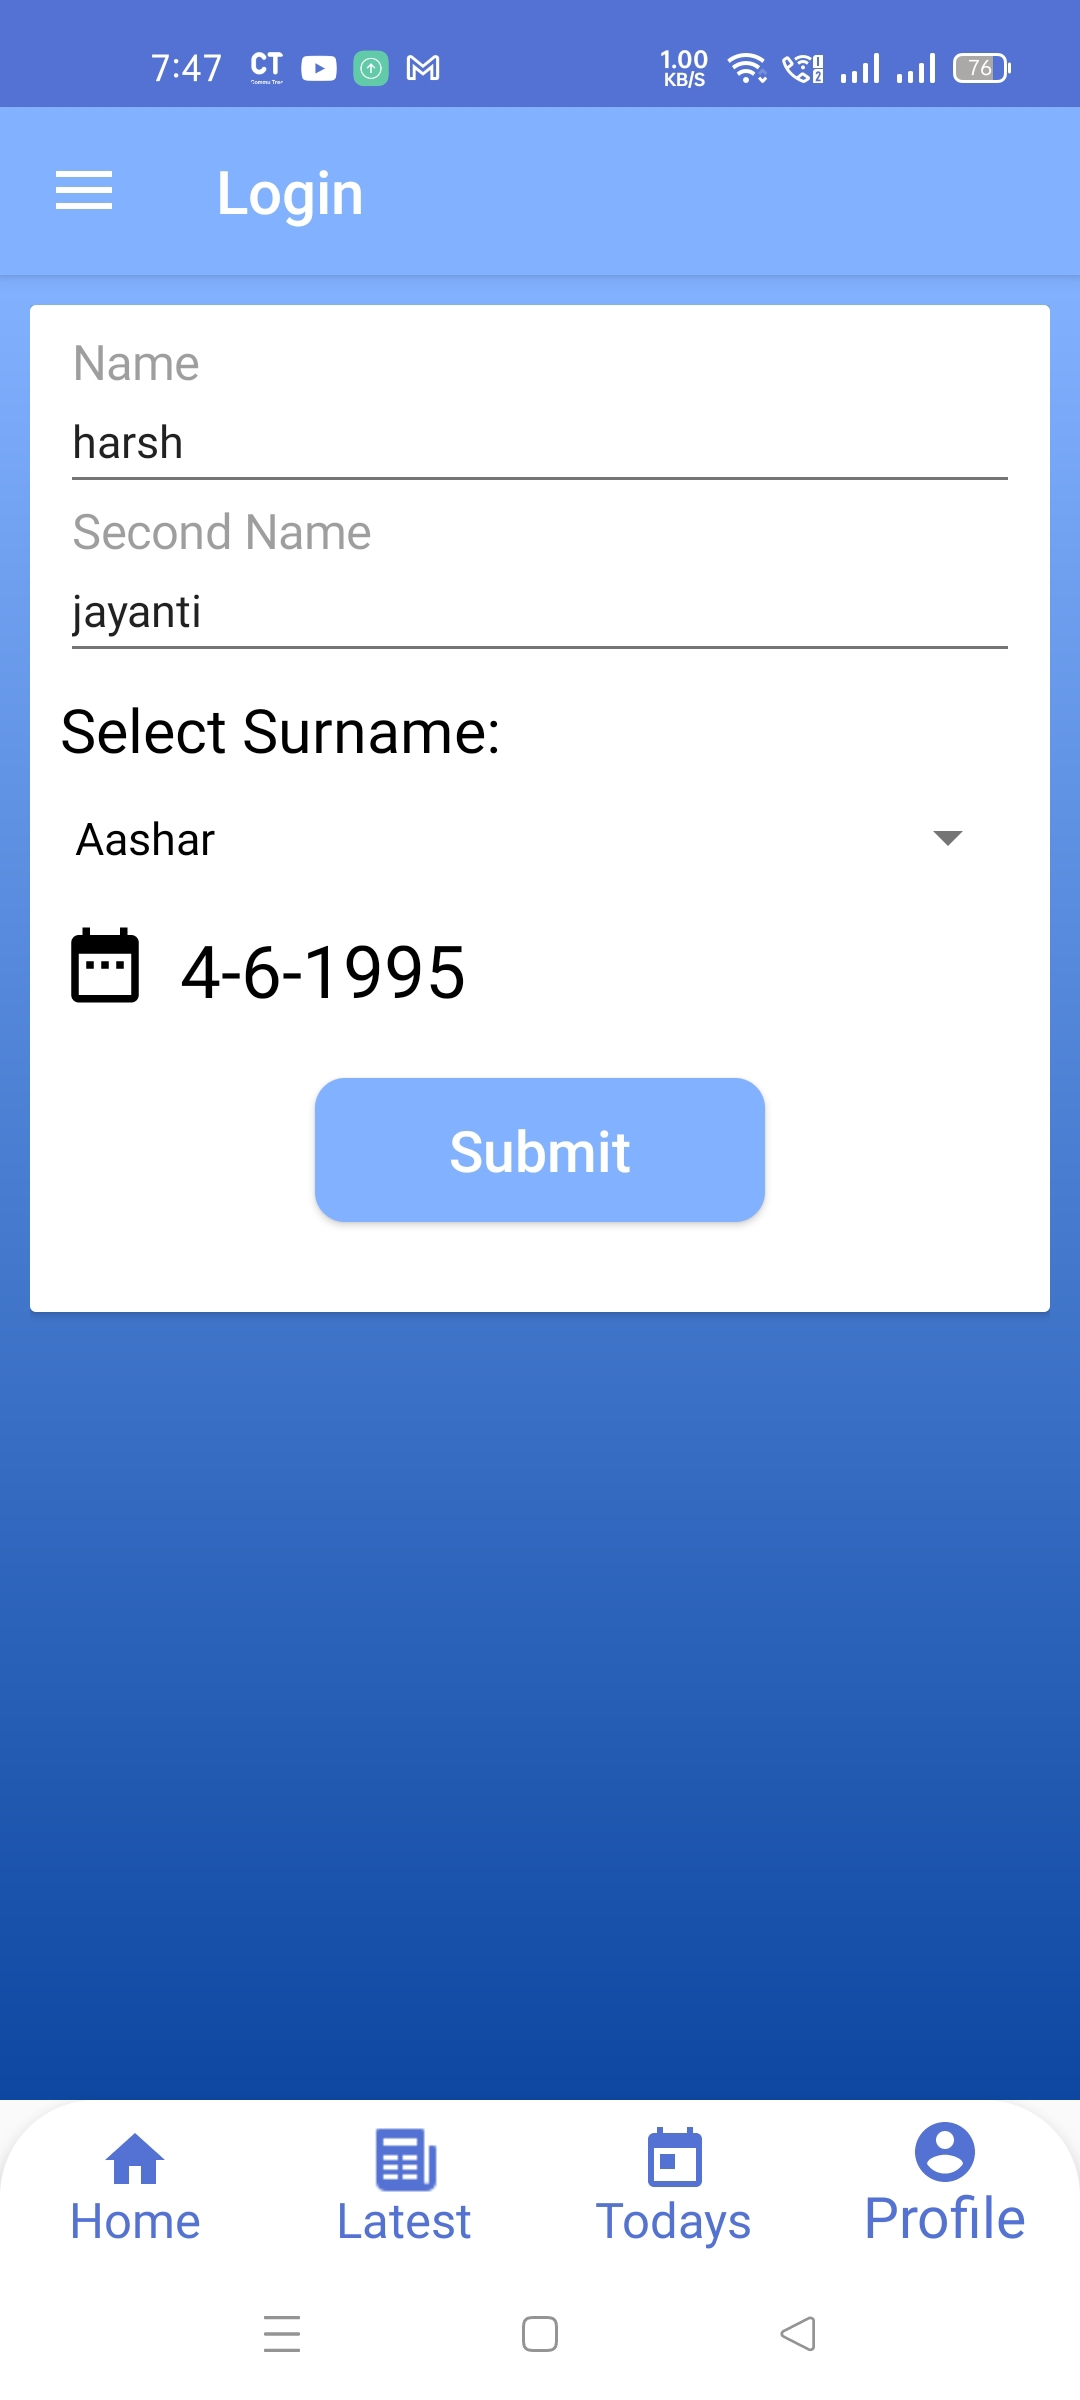 7:47 CT 1.00 KB/S 76
Login
Name
harsh
Second Name
jayanti
Select Surname:
Aashar
4-6-1995
Submit
Home Latest Todays Profile